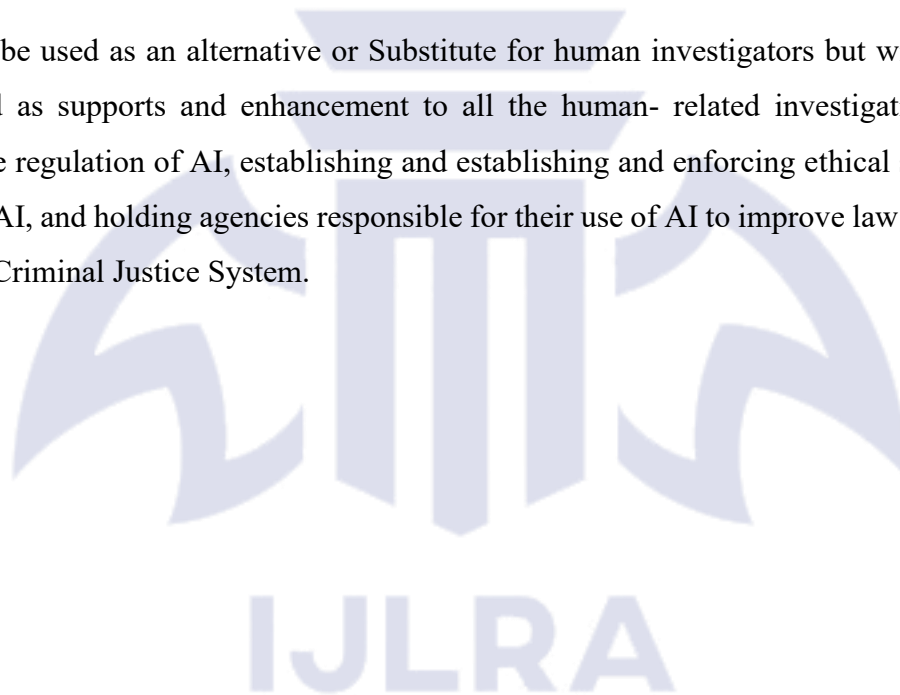 be used as an alternative or Substitute for human investigators but
as supports and enhancement to all the human- related
regulation of AI, establishing and establishing and enforcing ethical
AI, and holding agencies responsible for their use of AI to improve law
Criminal Justice System.
IJLRA